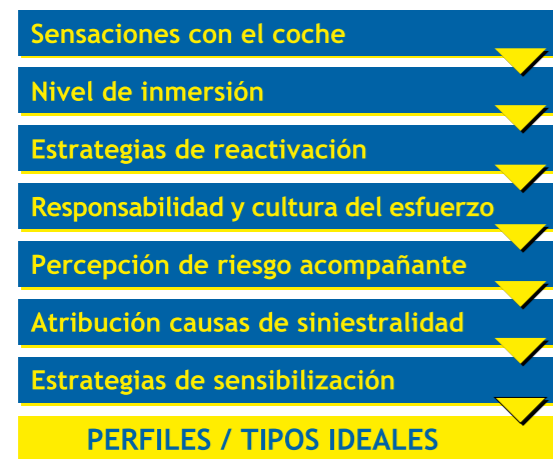 Sensaciones con el coche
Nivel de inmersión
Estrategias de reactivación
Responsabilidad y cultura del esfuerzo
Percepción de riesgo acompañante
Atribución causas de siniestralidad
Estrategias de sensibilización
PERFILES / TIPOS IDEALES